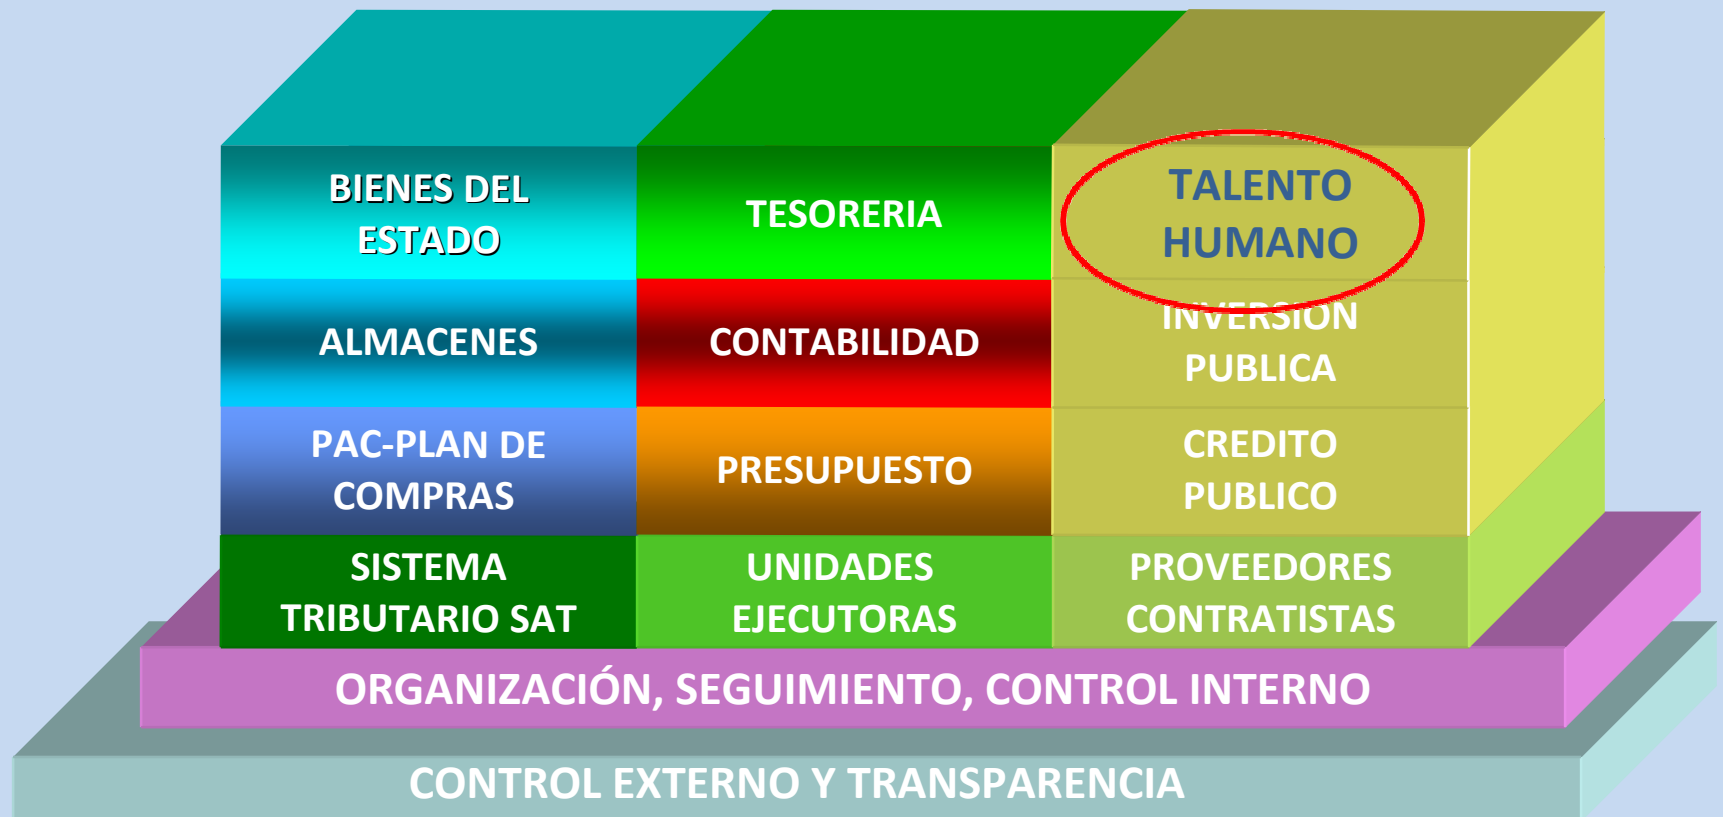 BIENES DEL
ESTADO
TESORERIA
TALENTO
HUMANO
ALMACENES
CONTABILIDAD
INVERSION
PUBLICA
PAC-PLAN DE
COMPRAS
PRESUPUESTO
CREDITO
PUBLICO
SISTEMA
TRIBUTARIO SAT
UNIDADES
EJECUTORAS
PROVEEDORES
CONTRATISTAS
ORGANIZACIÓN, SEGUIMIENTO, CONTROL INTERNO
CONTROL EXTERNO Y TRANSPARENCIA